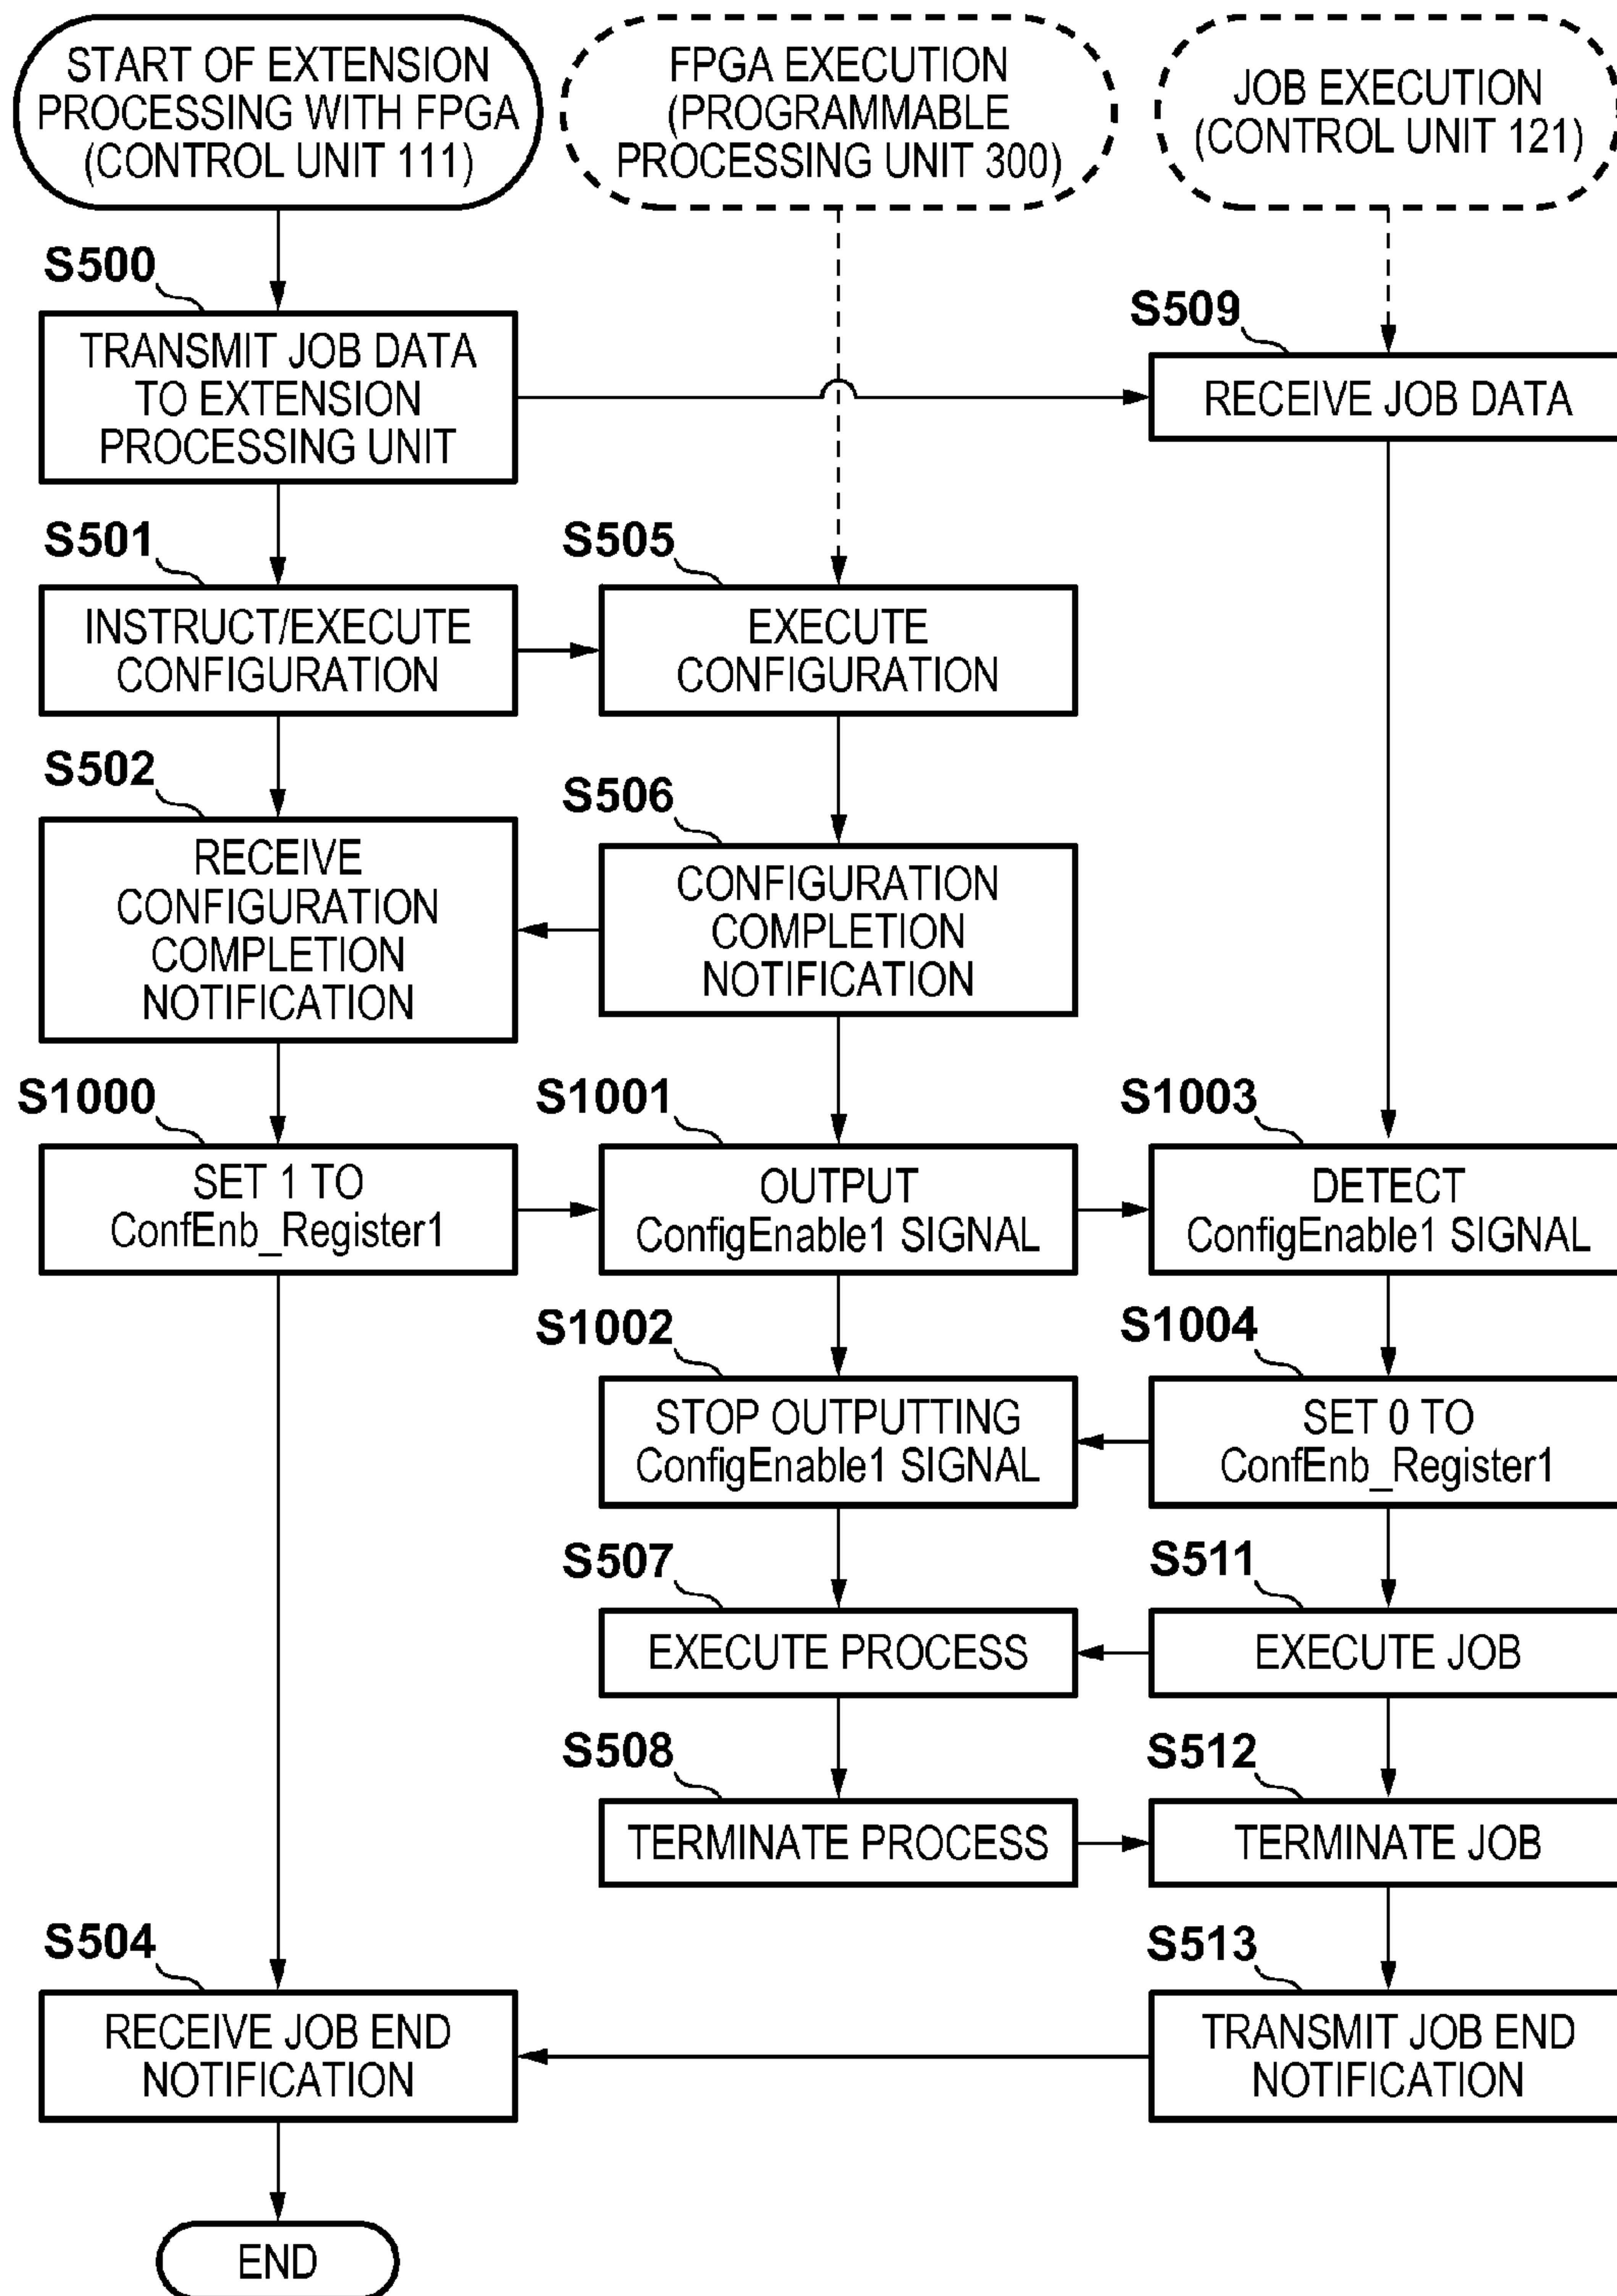 START OF EXTENSION
PROCESSING WITH FPGA
(CONTROL UNIT 111)
FPGA EXECUTION
(PROGRAMMABLE
PROCESSING UNIT 300)
JOB EXECUTION
(CONTROL UNIT 121)
S500
TRANSMIT JOB DATA
TO EXTENSION
PROCESSING UNIT
S509
RECEIVE JOB DATA
S501
INSTRUCT/EXECUTE
CONFIGURATION
S505
EXECUTE
CONFIGURATION
S502
RECEIVE
CONFIGURATION
COMPLETION
NOTIFICATION
S506
CONFIGURATION
COMPLETION
NOTIFICATION
S1000
SET 1 TO
ConfEnb_Register1
S1001
OUTPUT
ConfigEnable1 SIGNAL
S1003
DETECT
ConfigEnable1 SIGNAL
S1002
STOP OUTPUTTING
ConfigEnable1 SIGNAL
S1004
SET 0 TO
ConfEnb_Register1
S507
EXECUTE PROCESS
S511
EXECUTE JOB
S508
TERMINATE PROCESS
S512
TERMINATE JOB
S504
RECEIVE JOB END
NOTIFICATION
S513
TRANSMIT JOB END
NOTIFICATION
END